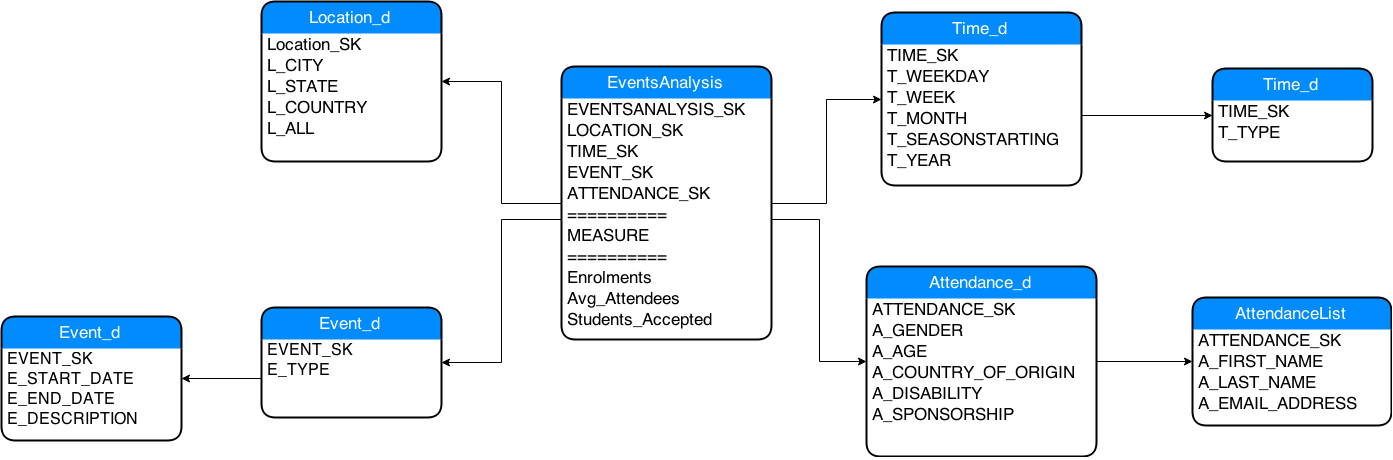 Location_d
Location_SK
L_CITY
L_STATE
L_COUNTRY
L_ALL
Event_d
EVENT_SK
E_START_DATE
E_END_DATE
E_DESCRIPTION
Event_d
EVENT_SK
E_TYPE
EventsAnalysis
EVENTSANALYSIS_SK
LOCATION_SK
TIME_SK
EVENT_SK
ATTENDANCE_SK
==========
MEASURE
==========
Enrolments
Avg_Attendees
Students_Accepted
Time_d
TIME_SK
T_WEEKDAY
T_WEEK
T_MONTH
T_SEASONSTARTING
T_YEAR
Time_d
TIME_SK
T_TYPE
Attendance_d
ATTENDANCE_SK
A_GENDER
A_AGE
A_COUNTRY_OF_ORIGIN
A_DISABILITY
A_SPONSORSHIP
AttendanceList
ATTENDANCE_SK
A_FIRST_NAME
A_LAST_NAME
A_EMAIL_ADDRESS